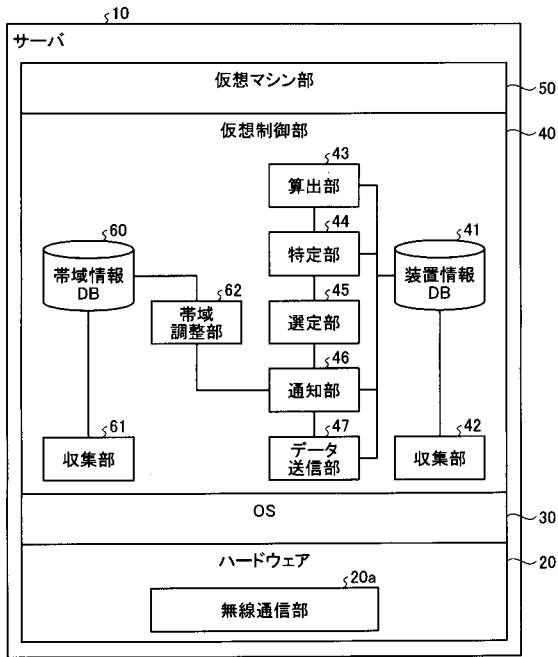 10
サーバ
仮想マシン部
50
仮想制御部
40
43
算出部
60
44
41
帯域情報
DB
特定部
装置情報
DB
62
45
帯域
調整部
選定部
46
通知部
61
47
42
収集部
データ
送信部
収集部
OS
30
ハードウェア
20
20a
無線通信部